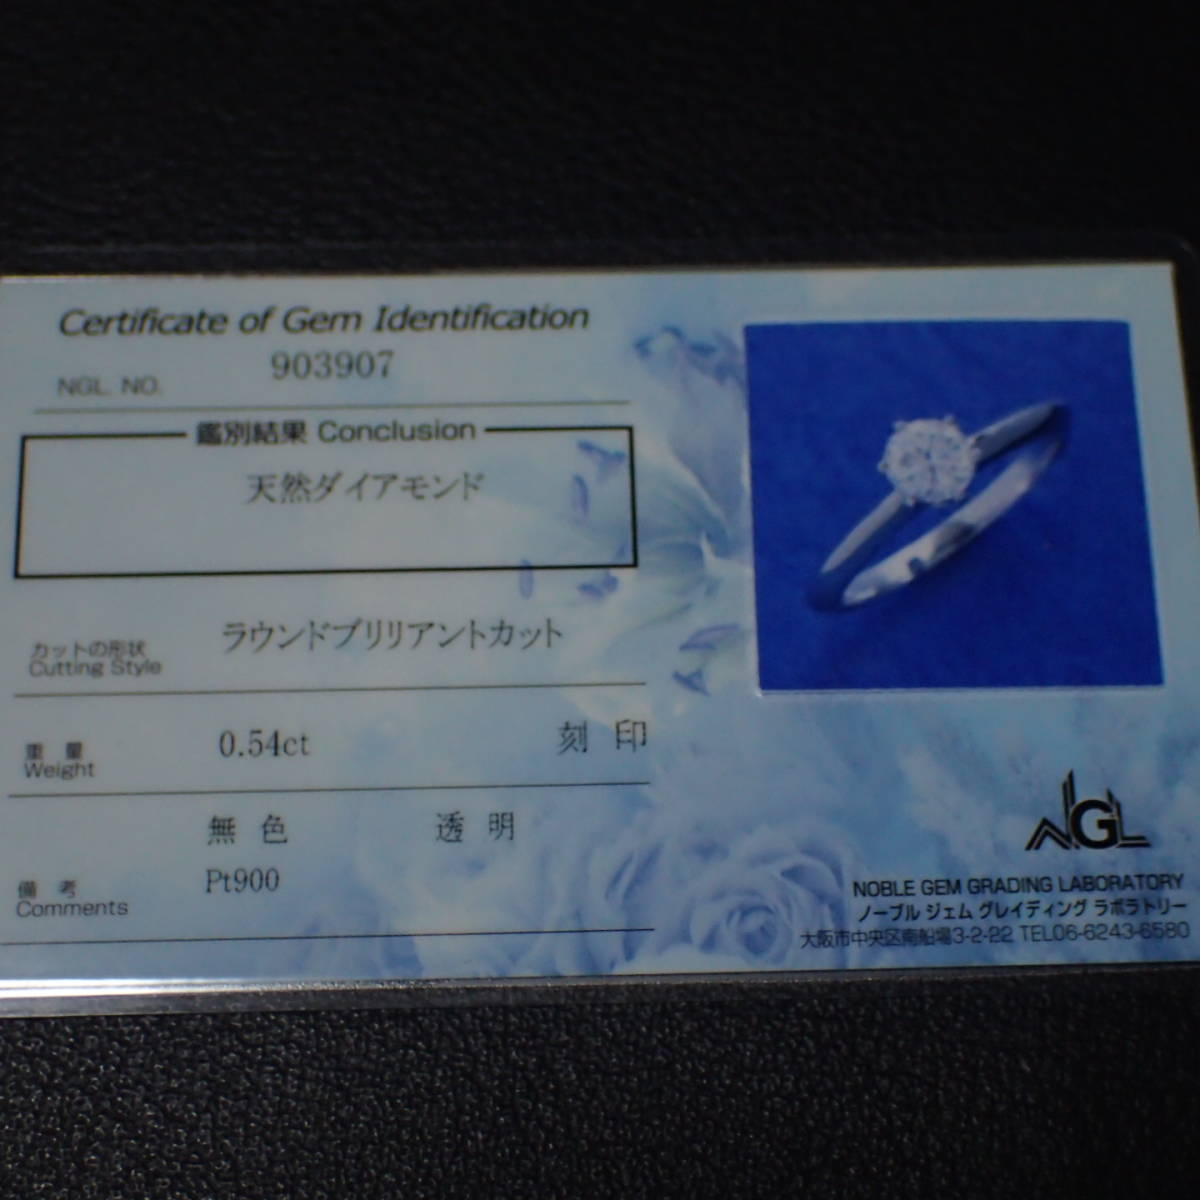 Certificate of Gem Identification
NGL. NO. 903907
鑑別結果 Conclusion
天然ダイアモンド
カットの形状 ラウンドブリリアントカット
Cutting Style
重量 0.54ct 刻印
Weight
無色 透明
備考 Pt900
Comments
NGL
NOBLE GEM GRADING LABORATORY
ノーブル ジェム グレイディング ラボラトリー
大阪市中央区南船場3-2-22 TEL06-6243-6580